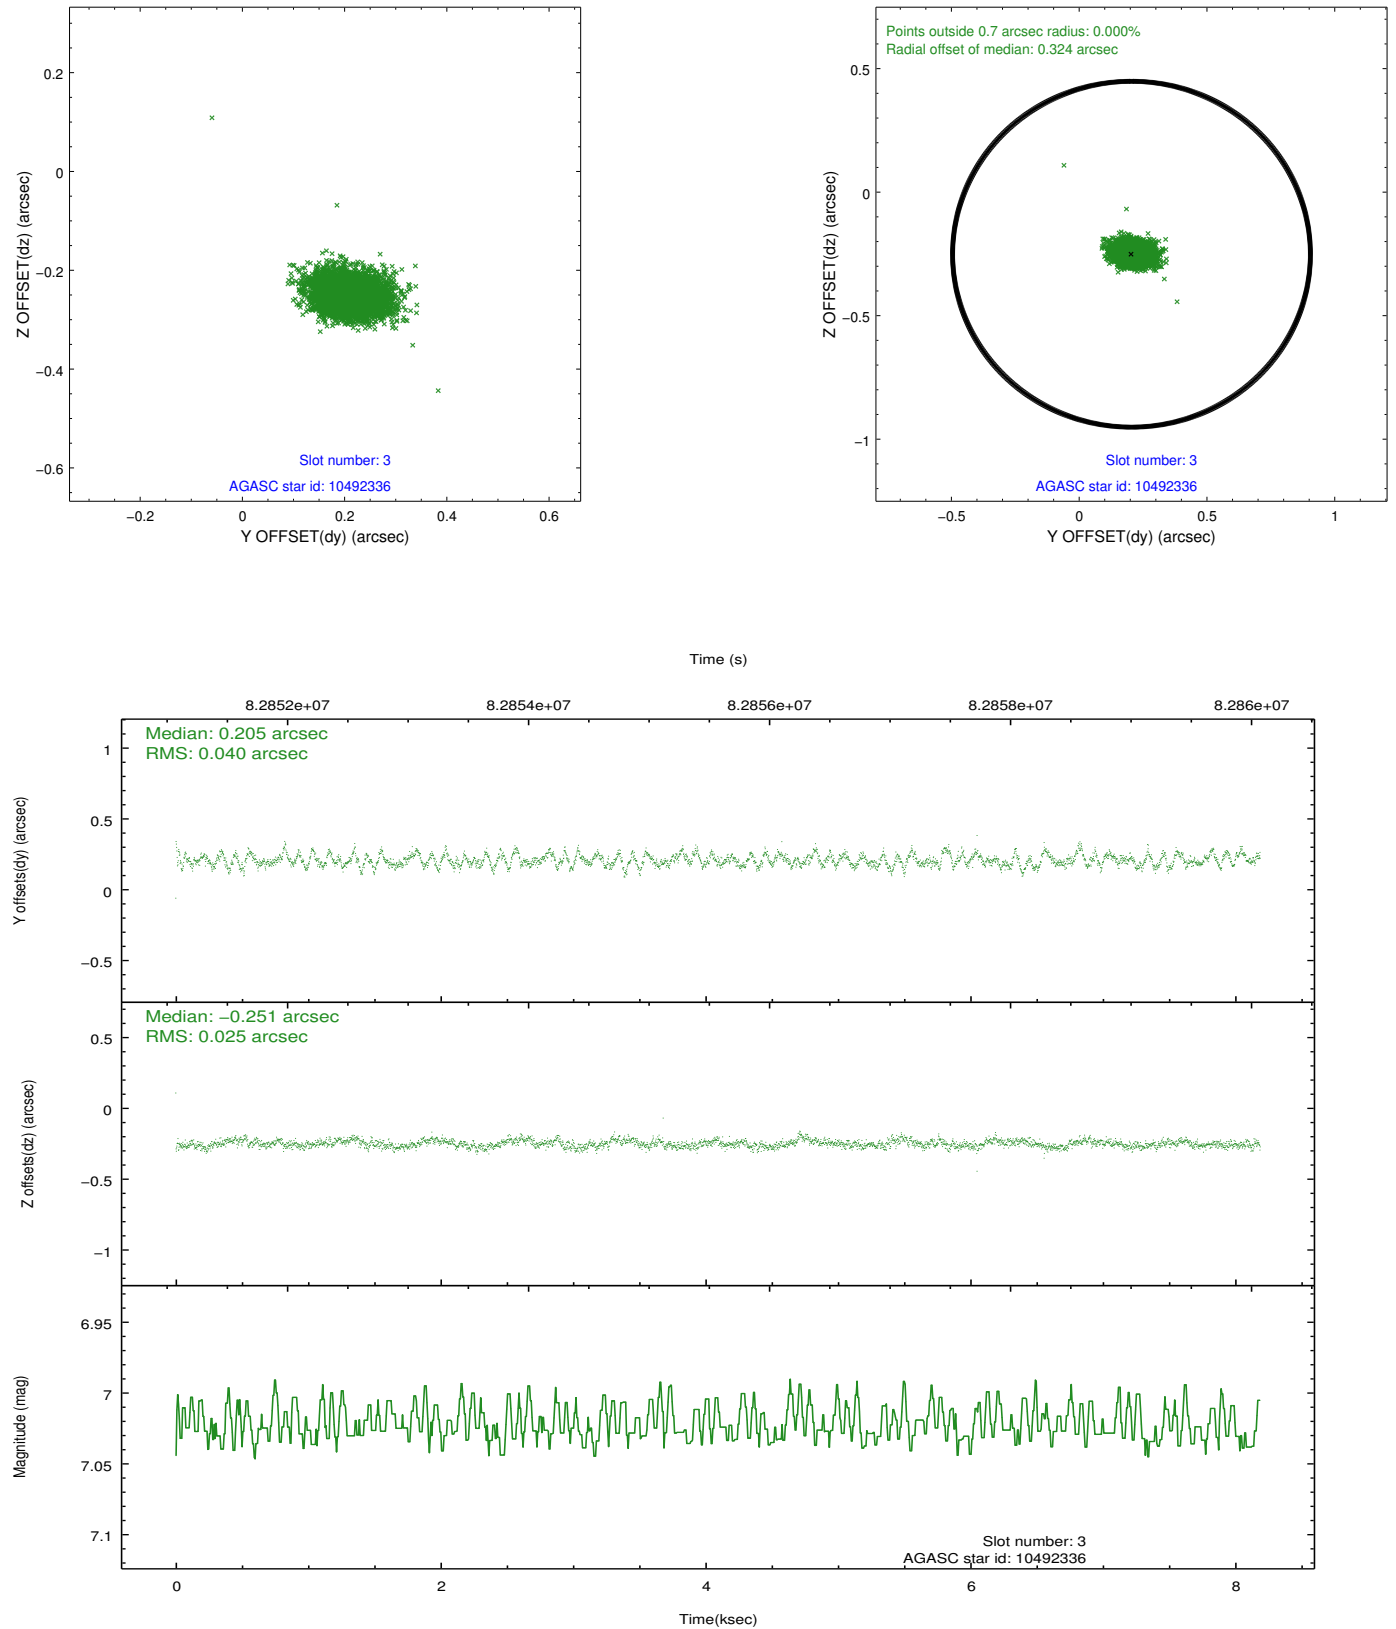 0.2
0
−0.2
−0.4
−0.6
Z OFFSET(dz) (arcsec)
Slot number: 3
AGASC star id: 10492336
−0.2 0 0.2 0.4 0.6
Y OFFSET(dy) (arcsec)
Points outside 0.7 arcsec radius: 0.000%
Radial offset of median: 0.324 arcsec
0.5
0
−0.5
−1
Z OFFSET(dz) (arcsec)
Slot number: 3
AGASC star id: 10492336
−0.5 0 0.5 1
Y OFFSET(dy) (arcsec)
Time (s)
8.2852e+07 8.2854e+07 8.2856e+07 8.2858e+07 8.286e+07
Median: 0.205 arcsec
RMS: 0.040 arcsec
1
0.5
0
−0.5
Y offsets(dy) (arcsec)
Median: −0.251 arcsec
RMS: 0.025 arcsec
0.5
0
−0.5
−1
Z offsets(dz) (arcsec)
6.95
7
7.05
7.1
Magnitude (mag)
Slot number: 3
AGASC star id: 10492336
0 2 4 6 8
Time(ksec)